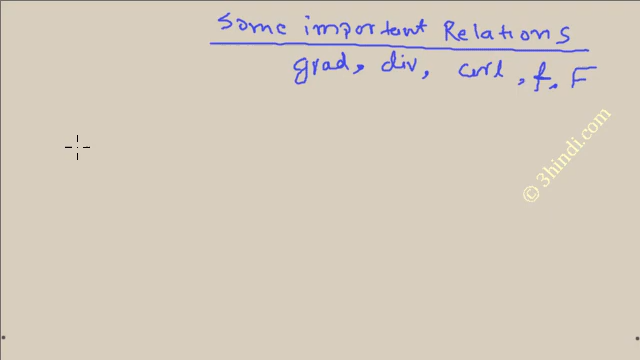 Some important Relations
grad, div, curl, f, F
© 3hindi.com